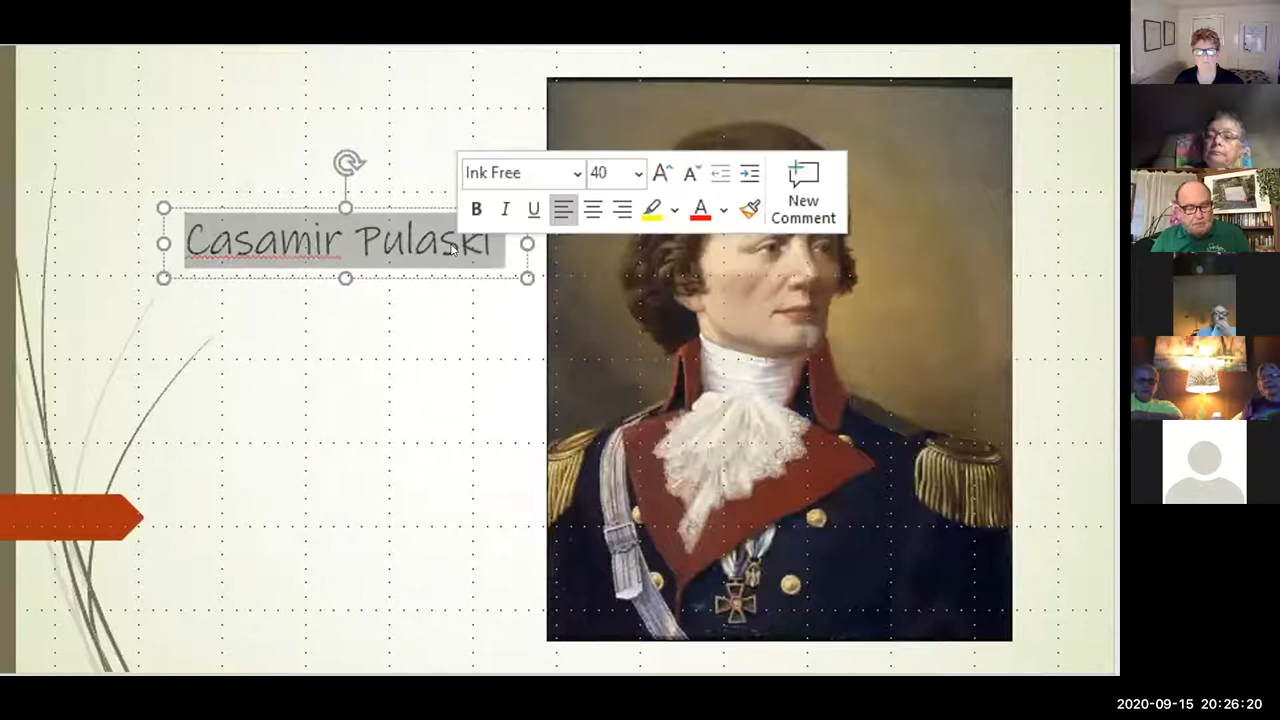 Ink Free
40
B I U
A
New
Comment
Casamir Pulaski
2020-09-15 20:26:20